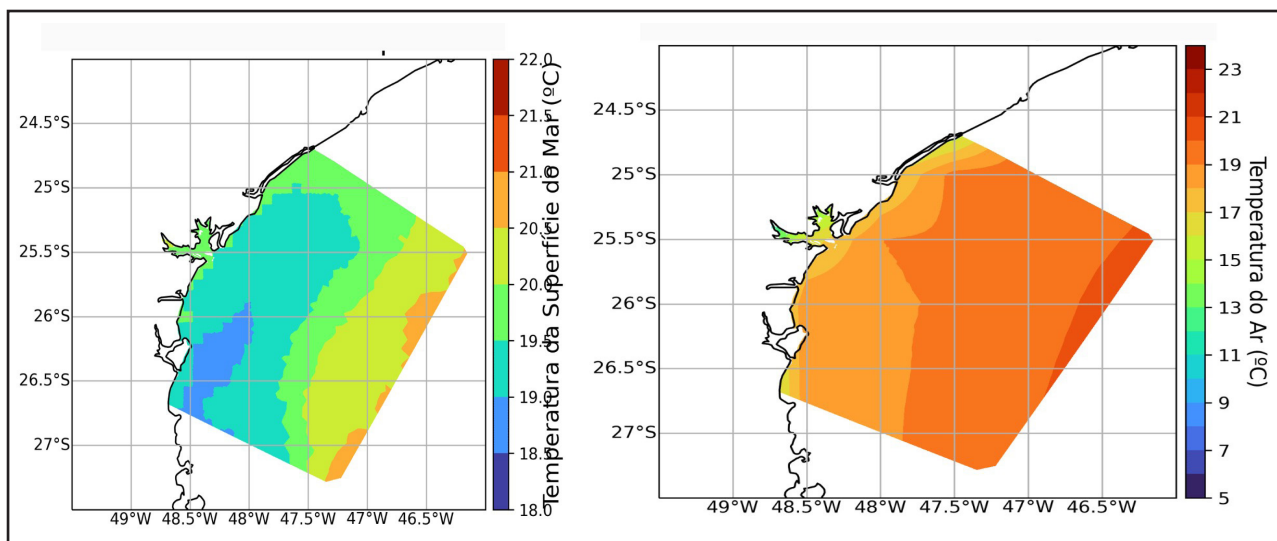 24.5°S
25°S
25.5°S
26°S
26.5°S
27°S
49°W 48.5°W 48°W 47.5°W 47°W 46.5°W
22.0
21.5
21.0
20.5
20.0
19.5
19.0
18.5
18.0
Temperatura da Superfície do Mar (ºC)
24.5°S
25°S
25.5°S
26°S
26.5°S
27°S
49°W 48.5°W 48°W 47.5°W 47°W 46.5°W
23
21
19
17
15
13
11
9
7
5
Temperatura do Ar (ºC)